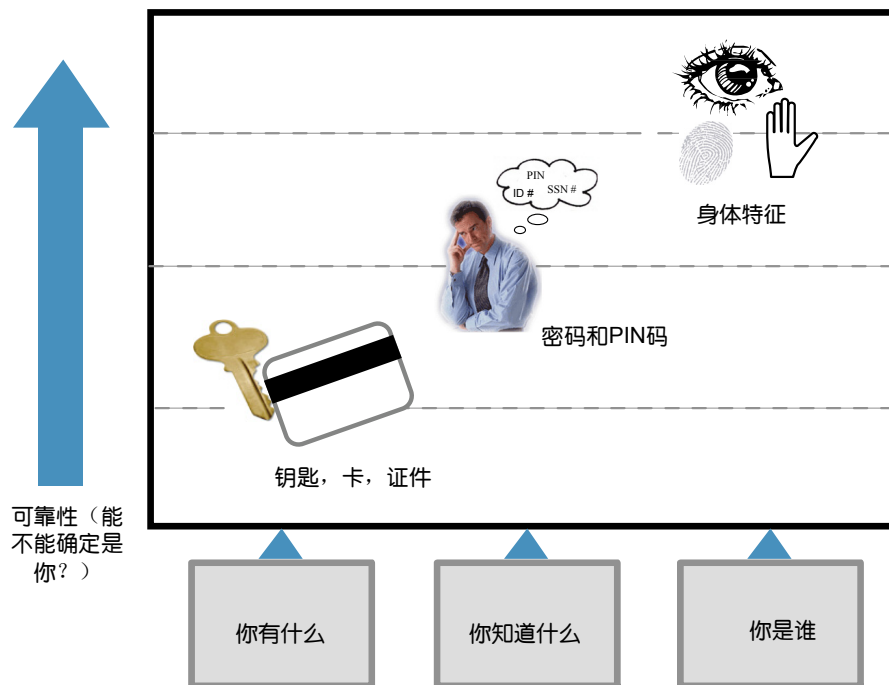 PIN
ID # SSN #
身体特征
密码和PIN码
钥匙，卡，证件
可靠性（能
不能确定是
你？）
你有什么
你知道什么
你是谁